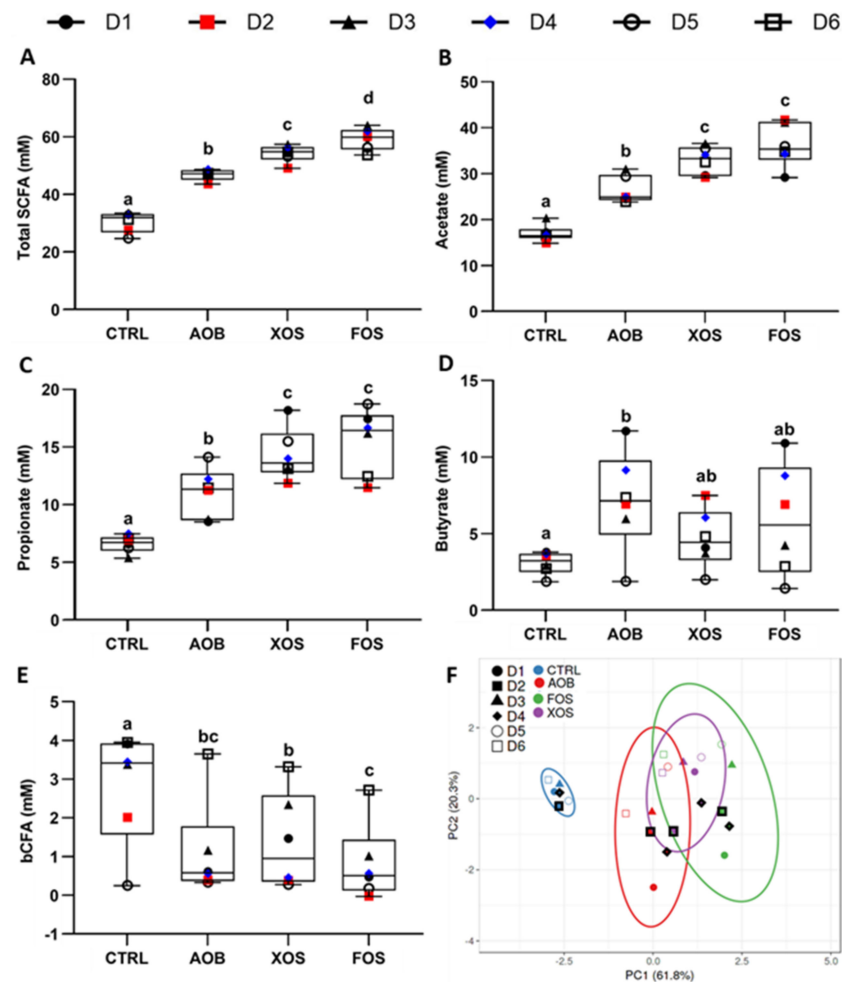 D1 D2 D3 D4 D5 D6
A
80
60
40
20
0
Total SCFA (mM)
a b c d
CTRL AOB XOS FOS
B
50
40
30
20
10
0
Acetate (mM)
a b c c
CTRL AOB XOS FOS
C
20
15
10
5
0
Propionate (mM)
a b c c
CTRL AOB XOS FOS
D
15
10
5
0
Butyrate (mM)
a b ab ab
CTRL AOB XOS FOS
E
5
4
3
2
1
0
-1
bCFA (mM)
a bc b c
CTRL AOB XOS FOS
F
D1 CTRL
D2 AOB
D3 FOS
D4 XOS
D5
D6
2
0
-2
-4
PC2 (20.3%)
-2.5 0.0 2.5 5.0
PC1 (61.8%)